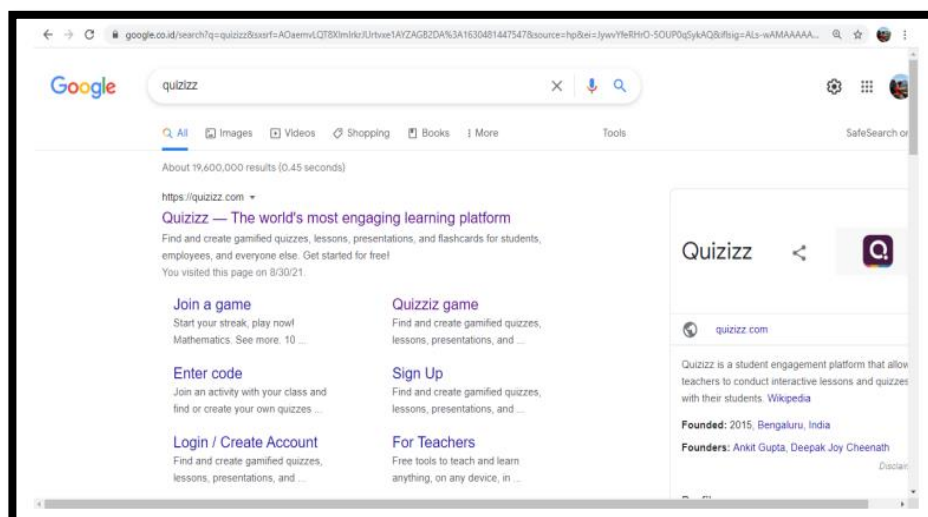 google.co.id/search?q=quizizz&sxsrf=AOaemvLQT8XlmIrkrJUrtvxe1AYZAGB2DA%3A1630481447547&source=hp&ei=JywvYfeRHrO-5OUP0qSykAQ&iflsig=ALs-wAMAAAAA...
Google
quizizz
All Images Videos Shopping Books More Tools SafeSearch on
About 19,600,000 results (0.45 seconds)
https://quizizz.com
Quizizz — The world's most engaging learning platform
Find and create gamified quizzes, lessons, presentations, and flashcards for students,
employees, and everyone else. Get started for free!
You visited this page on 8/30/21.
Join a game
Start your streak, play now!
Mathematics. See more. 10 ...
Quizziz game
Find and create gamified quizzes,
lessons, presentations, and ...
Enter code
Join an activity with your class and
find or create your own quizzes ...
Sign Up
Find and create gamified quizzes,
lessons, presentations, and ...
Login / Create Account
Find and create gamified quizzes,
lessons, presentations, and ...
For Teachers
Free tools to teach and learn
anything, on any device, in ...
Quizizz
quizizz.com
Quizizz is a student engagement platform that allow
teachers to conduct interactive lessons and quizzes
with their students. Wikipedia
Founded: 2015, Bengaluru, India
Founders: Ankit Gupta, Deepak Joy Cheenath
Disclai